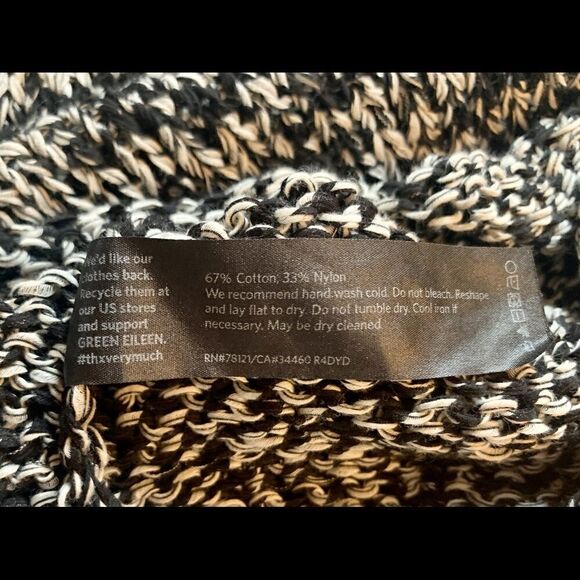 We'd like our
clothes back.
Recycle them at
our US stores
and support
GREEN EILEEN.
#thxverymuch
67% Cotton, 33% Nylon
We recommend hand wash cold. Do not bleach. Reshape
and lay flat to dry. Do not tumble dry. Cool iron if
necessary. May be dry cleaned
RN#78121/CA#34460 R4DYD